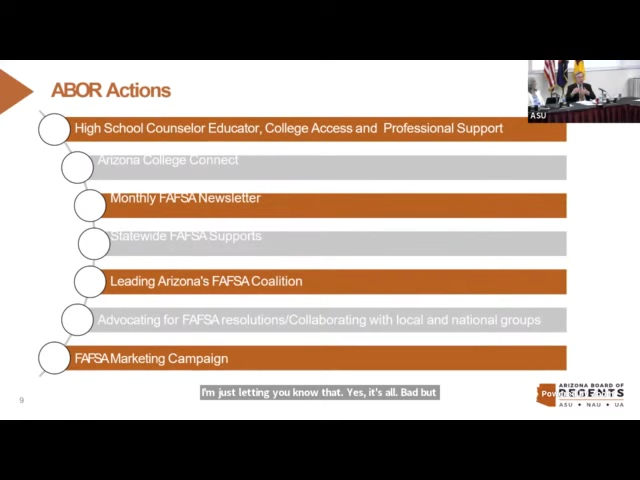 ABOR Actions
ASU
High School Counselor Educator, College Access and Professional Support
Arizona College Connect
Monthly FAFSA Newsletter
Statewide FAFSA Supports
Leading Arizona's FAFSA Coalition
Advocating for FAFSA resolutions/Collaborating with local and national groups
FAFSA Marketing Campaign
I'm just letting you know that. Yes, it's all. Bad but
9
ARIZONA BOARD OF
REGENTS
ASU • NAU • UA